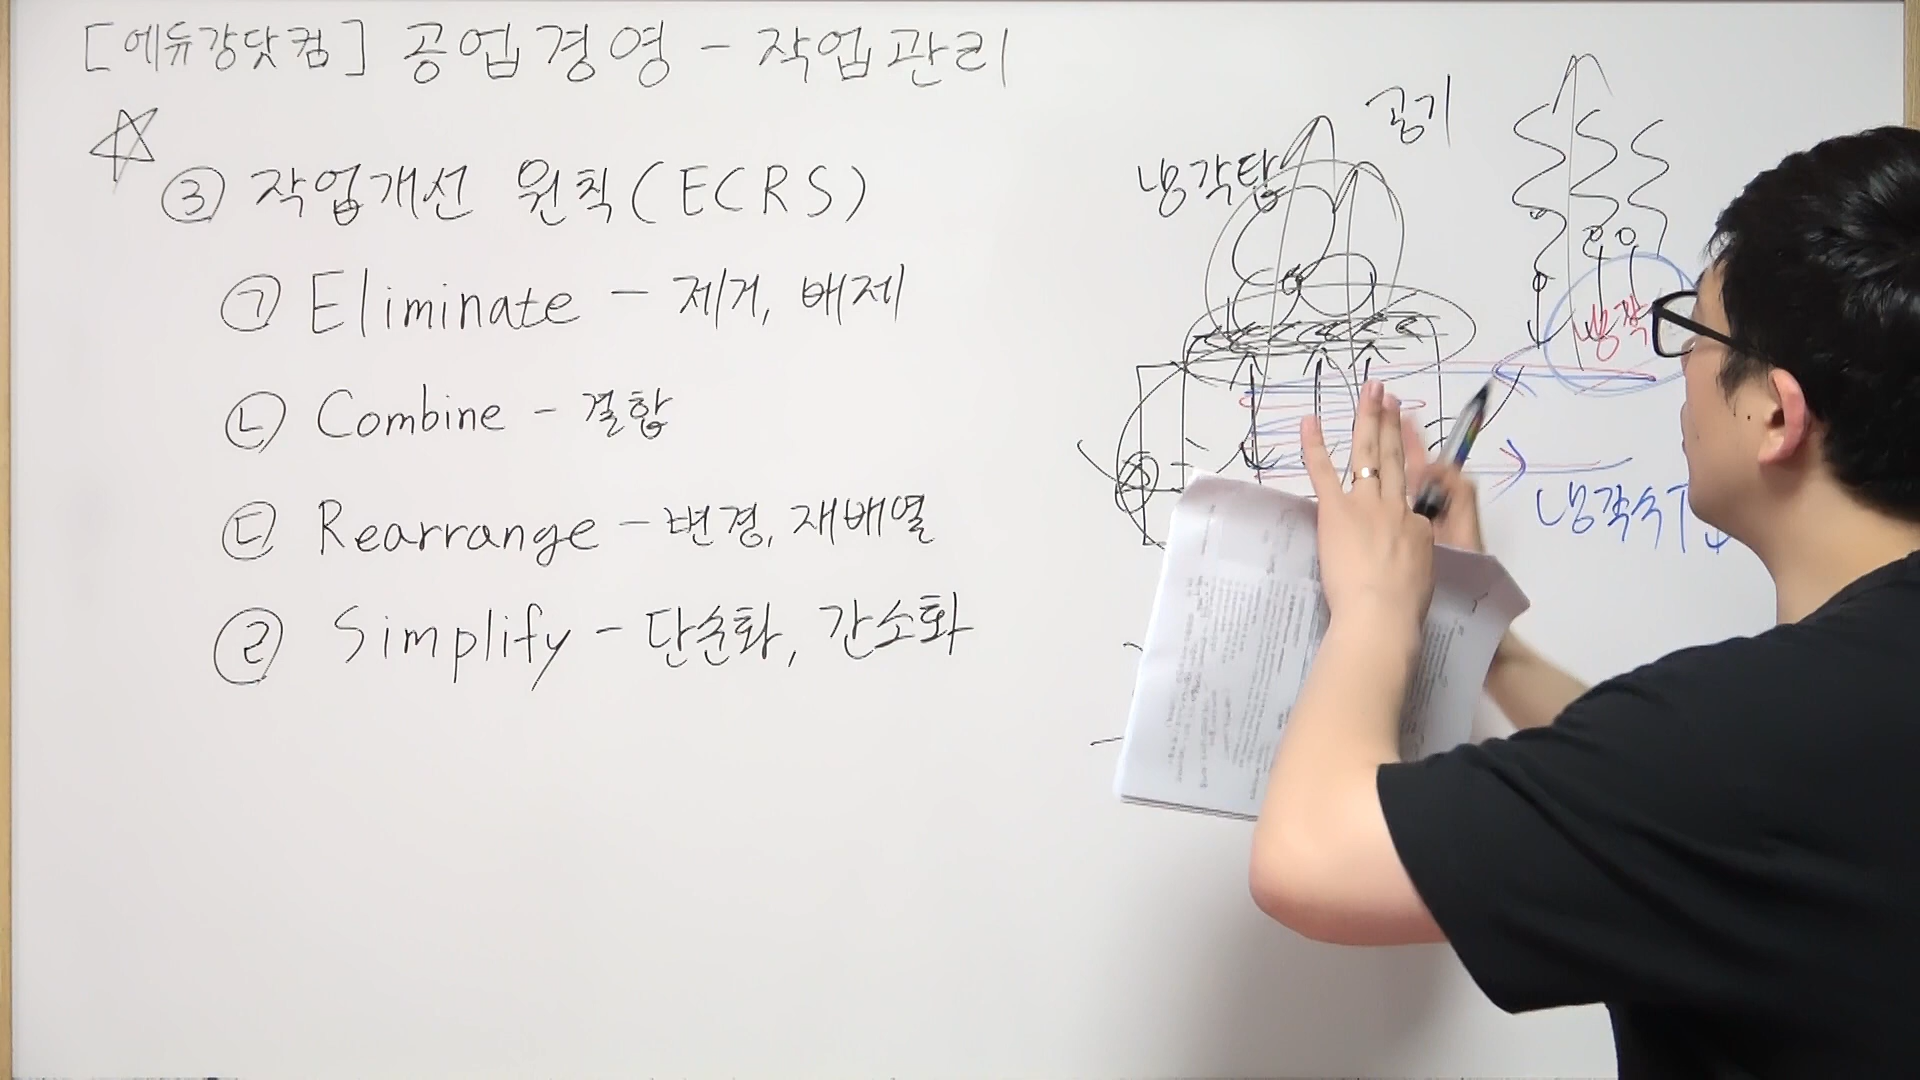 [에듀강닷컴] 공업경영 - 작업관리
☆
③ 작업개선 원칙(ECRS)
㉠ Eliminate - 제거, 배제
㉡ Combine - 결합
㉢ Rearrange - 변경, 재배열
㉣ Simplify - 단순화, 간소화
공기
냉각탑
냉각
냉각수